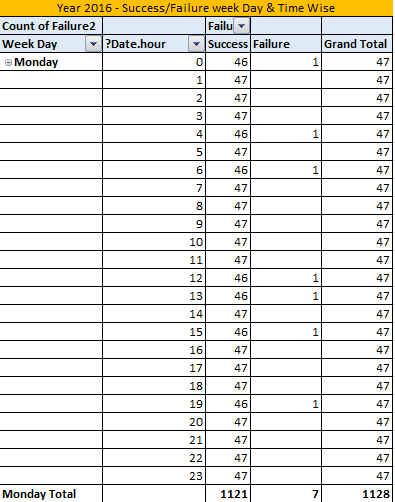 Year 2016 - Success/Failure week Day & Time Wise
Count of Failure2 Failu
Week Day ?Date.hour Success Failure Grand Total
Monday 0 46 1 47
1 47 47
2 47 47
3 47 47
4 46 1 47
5 47 47
6 46 1 47
7 47 47
8 47 47
9 47 47
10 47 47
11 47 47
12 46 1 47
13 46 1 47
14 47 47
15 46 1 47
16 47 47
17 47 47
18 47 47
19 46 1 47
20 47 47
21 47 47
22 47 47
23 47 47
Monday Total 1121 7 1128